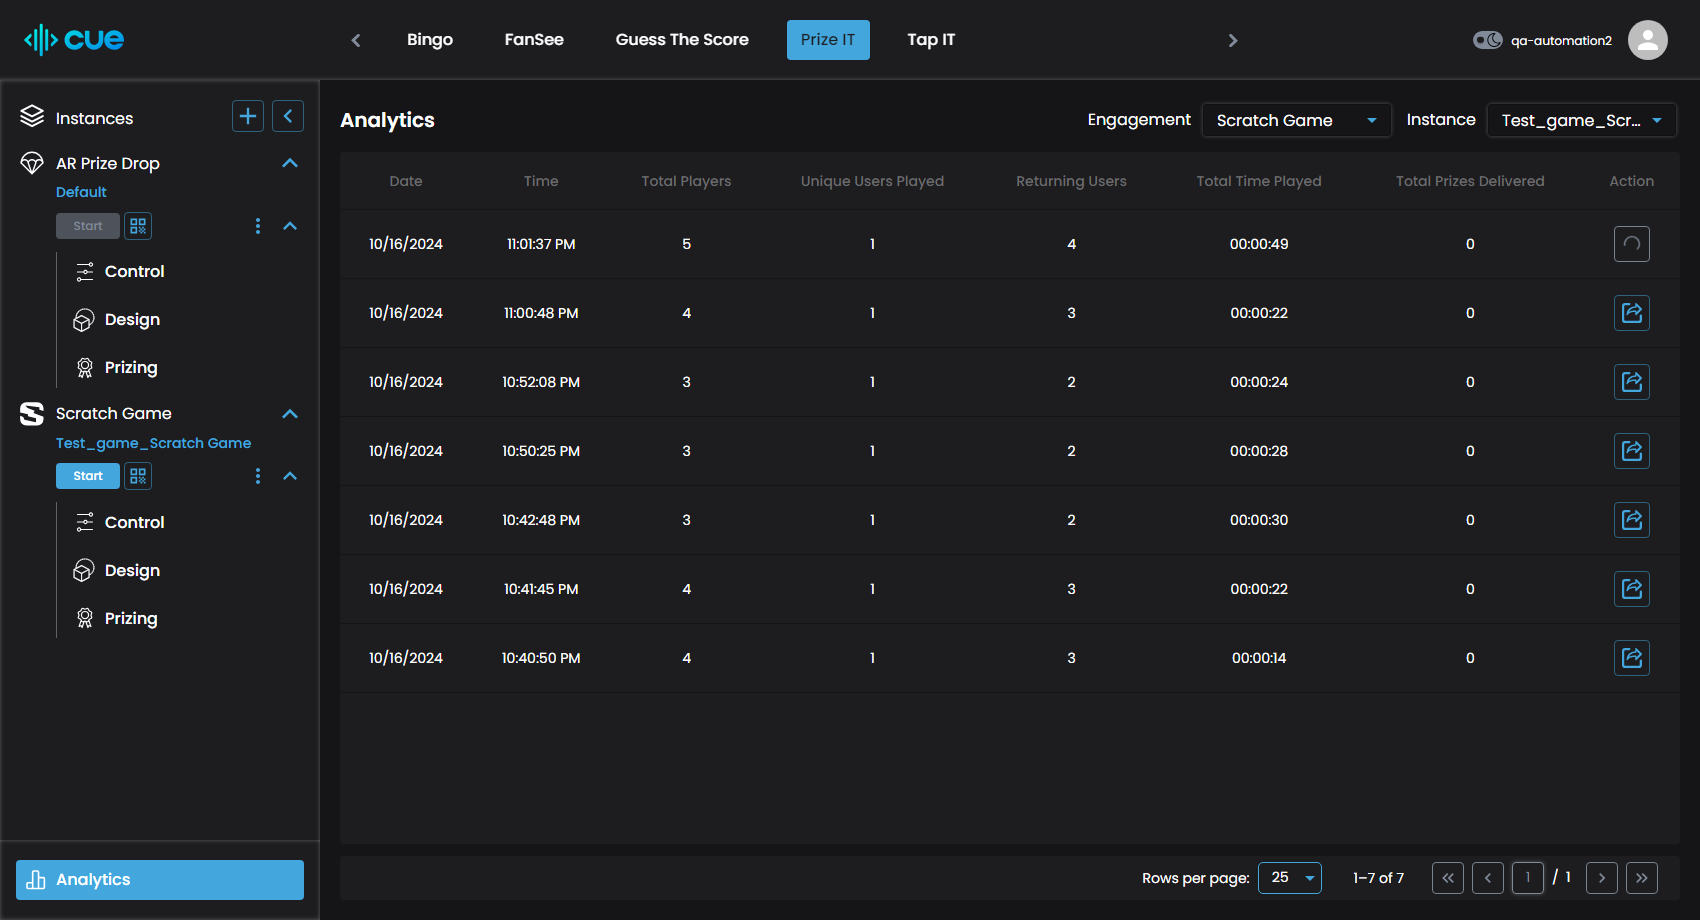 cue
Bingo FanSee Guess The Score Prize IT Tap IT
qa-automation2
Instances
AR Prize Drop
Default
Start
Control
Design
Prizing
Scratch Game
Test_game_Scratch Game
Start
Control
Design
Prizing
Analytics
Analytics
Engagement Scratch Game Instance Test_game_Scr...
Date Time Total Players Unique Users Played Returning Users Total Time Played Total Prizes Delivered Action
10/16/2024 11:01:37 PM 5 1 4 00:00:49 0
10/16/2024 11:00:48 PM 4 1 3 00:00:22 0
10/16/2024 10:52:08 PM 3 1 2 00:00:24 0
10/16/2024 10:50:25 PM 3 1 2 00:00:28 0
10/16/2024 10:42:48 PM 3 1 2 00:00:30 0
10/16/2024 10:41:45 PM 4 1 3 00:00:22 0
10/16/2024 10:40:50 PM 4 1 3 00:00:14 0
Rows per page: 25 1–7 of 7 1 / 1